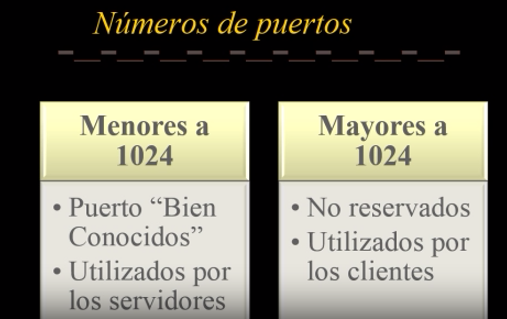 Números de puertos
Menores a
1024
• Puerto “Bien
Conocidos”
• Utilizados por
los servidores
Mayores a
1024
• No reservados
• Utilizados por
los clientes